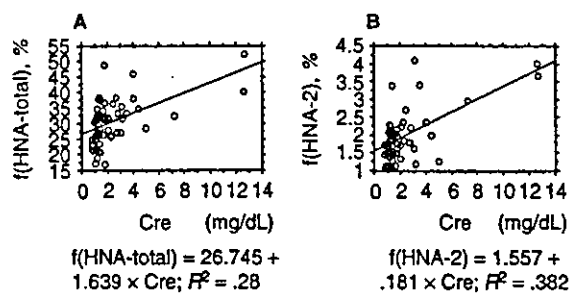 A
B
f(HNA-total), %
55
50
45
40
35
30
25
20
15
0 2 4 6 8 10 12 14
Cre (mg/dL)
f(HNA-2), %
4.5
4
3.5
3
2.5
2
1.5
1
0 2 4 6 8 10 12 14
Cre (mg/dL)
f(HNA-total) = 26.745 +
1.639 × Cre; R² = .28
f(HNA-2) = 1.557 +
.181 × Cre; R² = .382